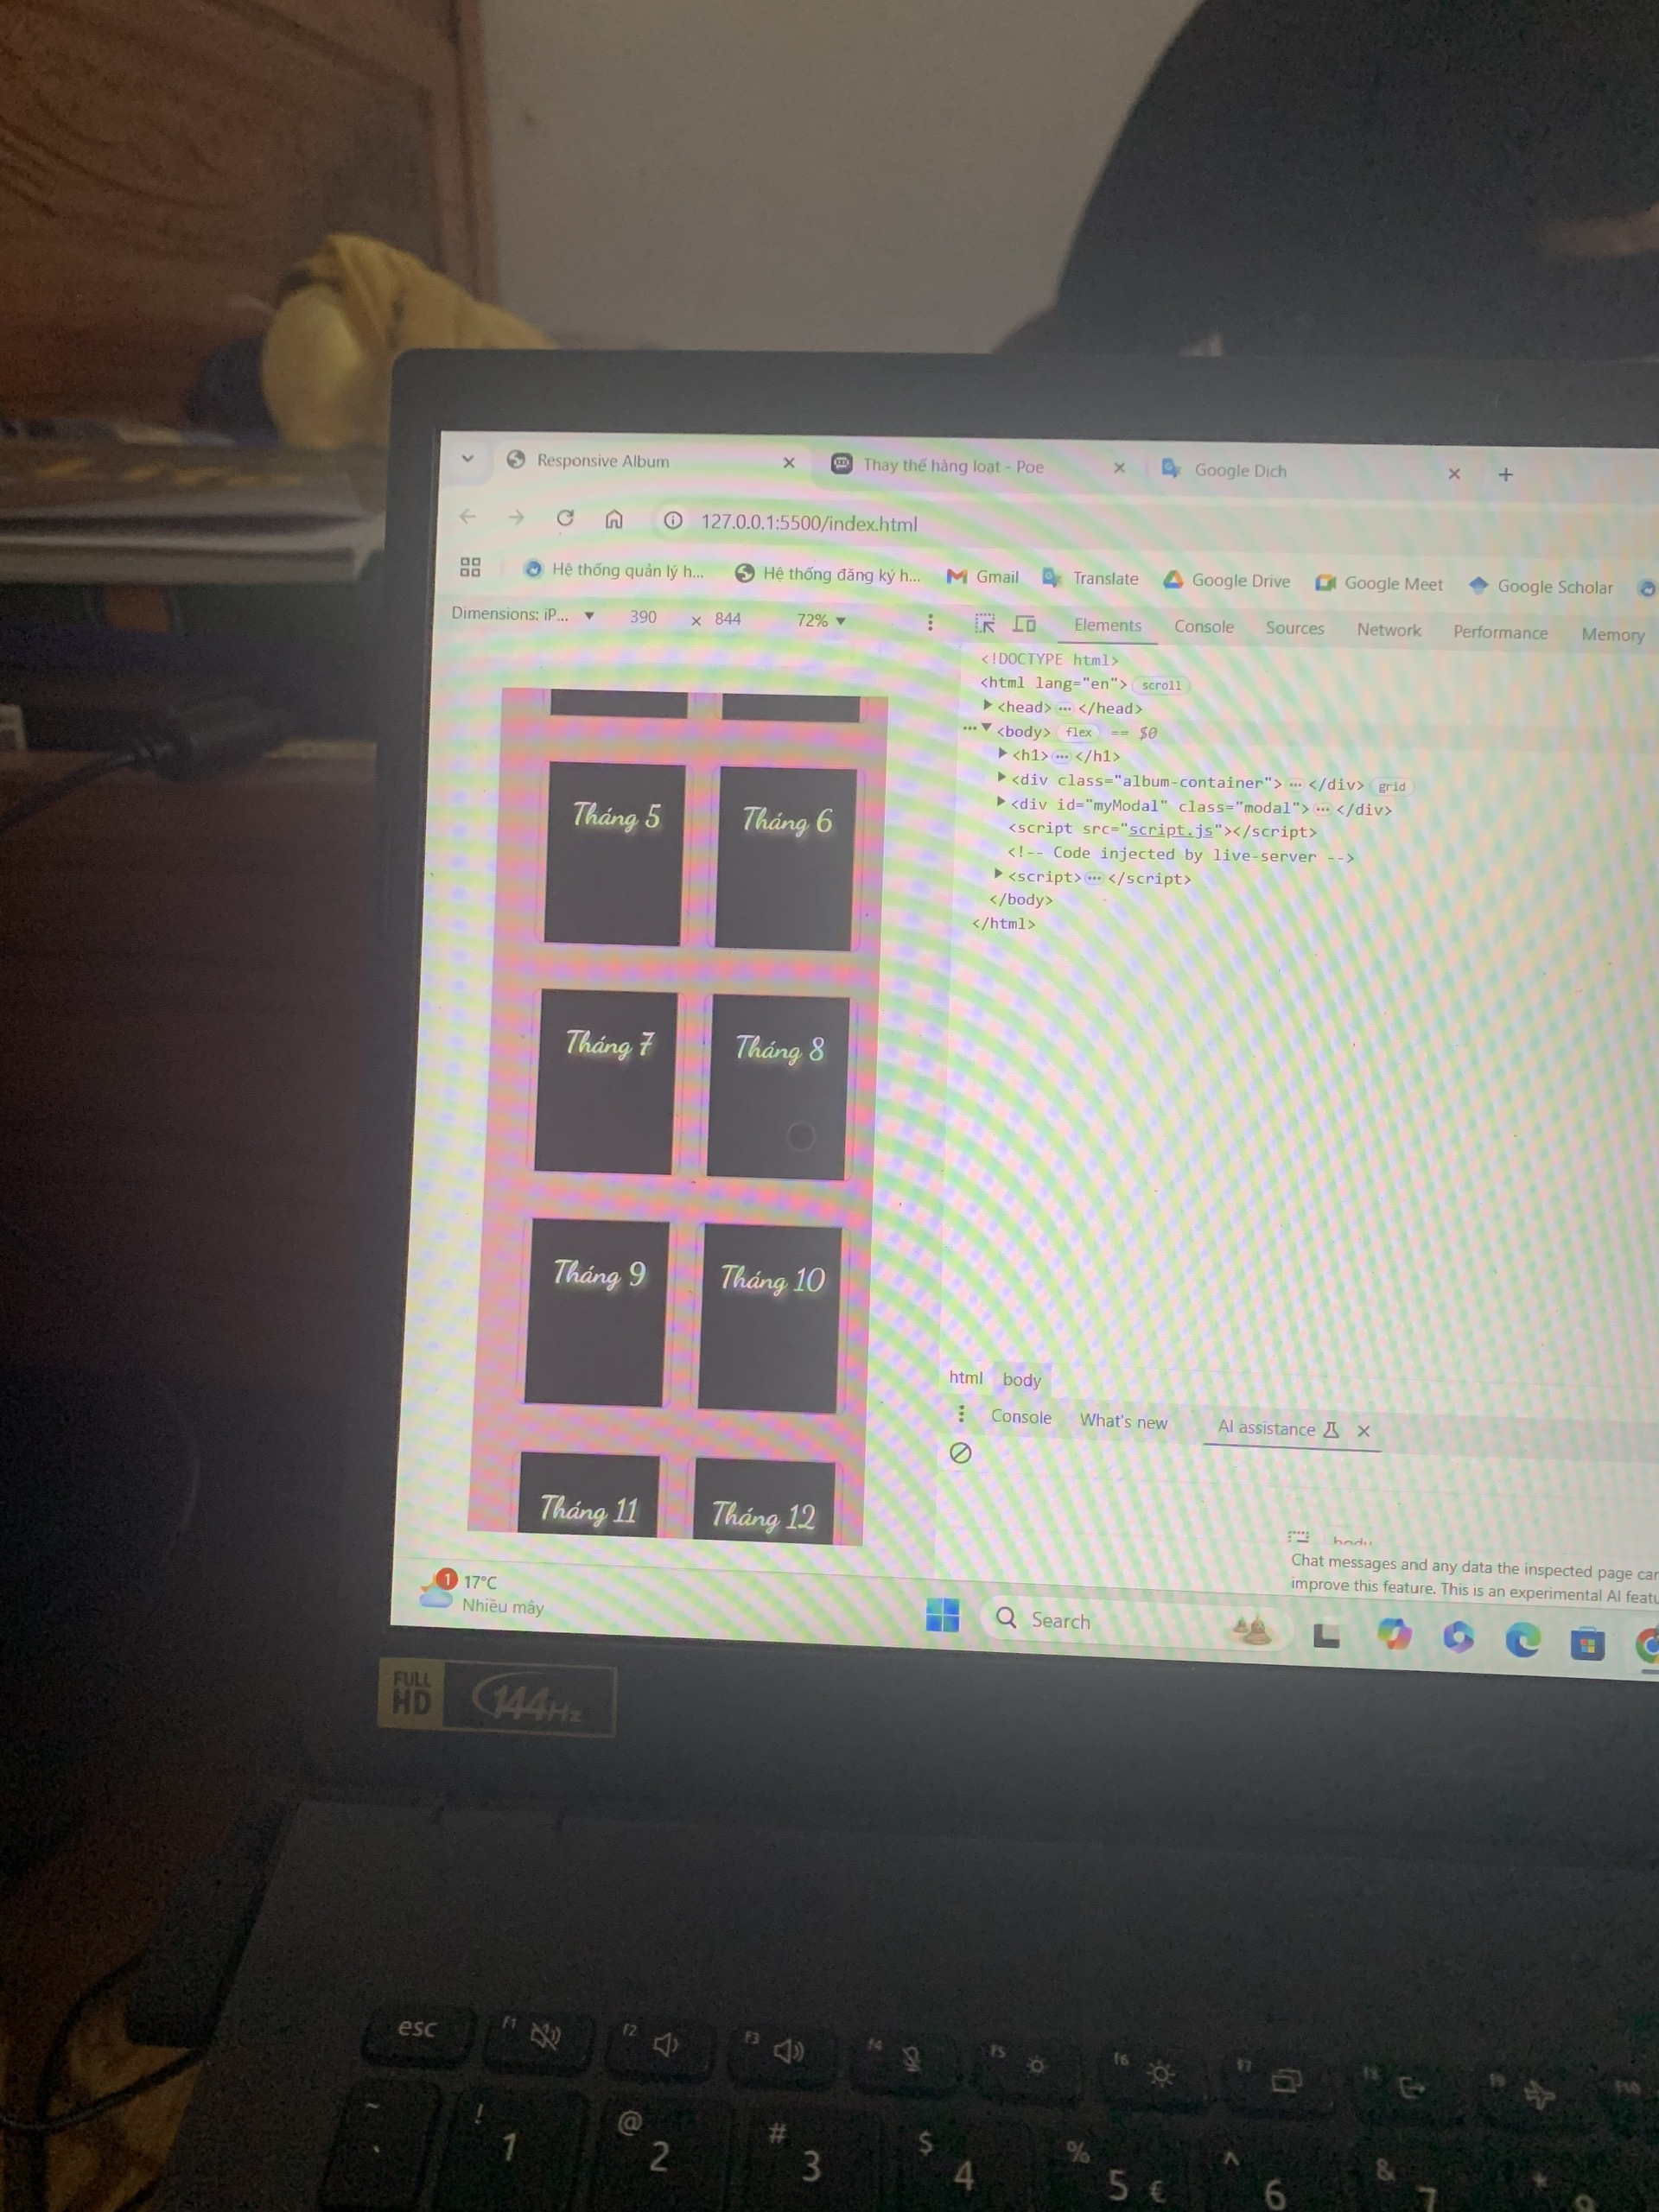 Responsive Album
Thay thế hàng loạt - Poe
Google Dịch
127.0.0.1:5500/index.html
Hệ thống quản lý h...
Hệ thống đăng ký h...
Gmail
Translate
Google Drive
Google Meet
Google Scholar
Dimensions: iP...
390 × 844
72%
Elements
Console
Sources
Network
Performance
Memory
<!DOCTYPE html>
<html lang="en"> scroll
<head> ... </head>
... <body> flex == $0
<h1> ... </h1>
<div class="album-container"> ... </div> grid
<div id="myModal" class="modal"> ... </div>
<script src="script.js"></script>
<!-- Code injected by live-server -->
<script> ... </script>
</body>
</html>
Tháng 5
Tháng 6
Tháng 7
Tháng 8
Tháng 9
Tháng 10
Tháng 11
Tháng 12
html body
Console
What's new
AI assistance
body
Chat messages and any data the inspected page car
improve this feature. This is an experimental AI featu
1
17°C
Nhiều mây
Search
FULL HD
144Hz
esc
F1
F2
F3
F4
F5
F6
F7
~ `
! 1
@ 2
# 3
$ 4
% 5 €
^ 6
& 7
*